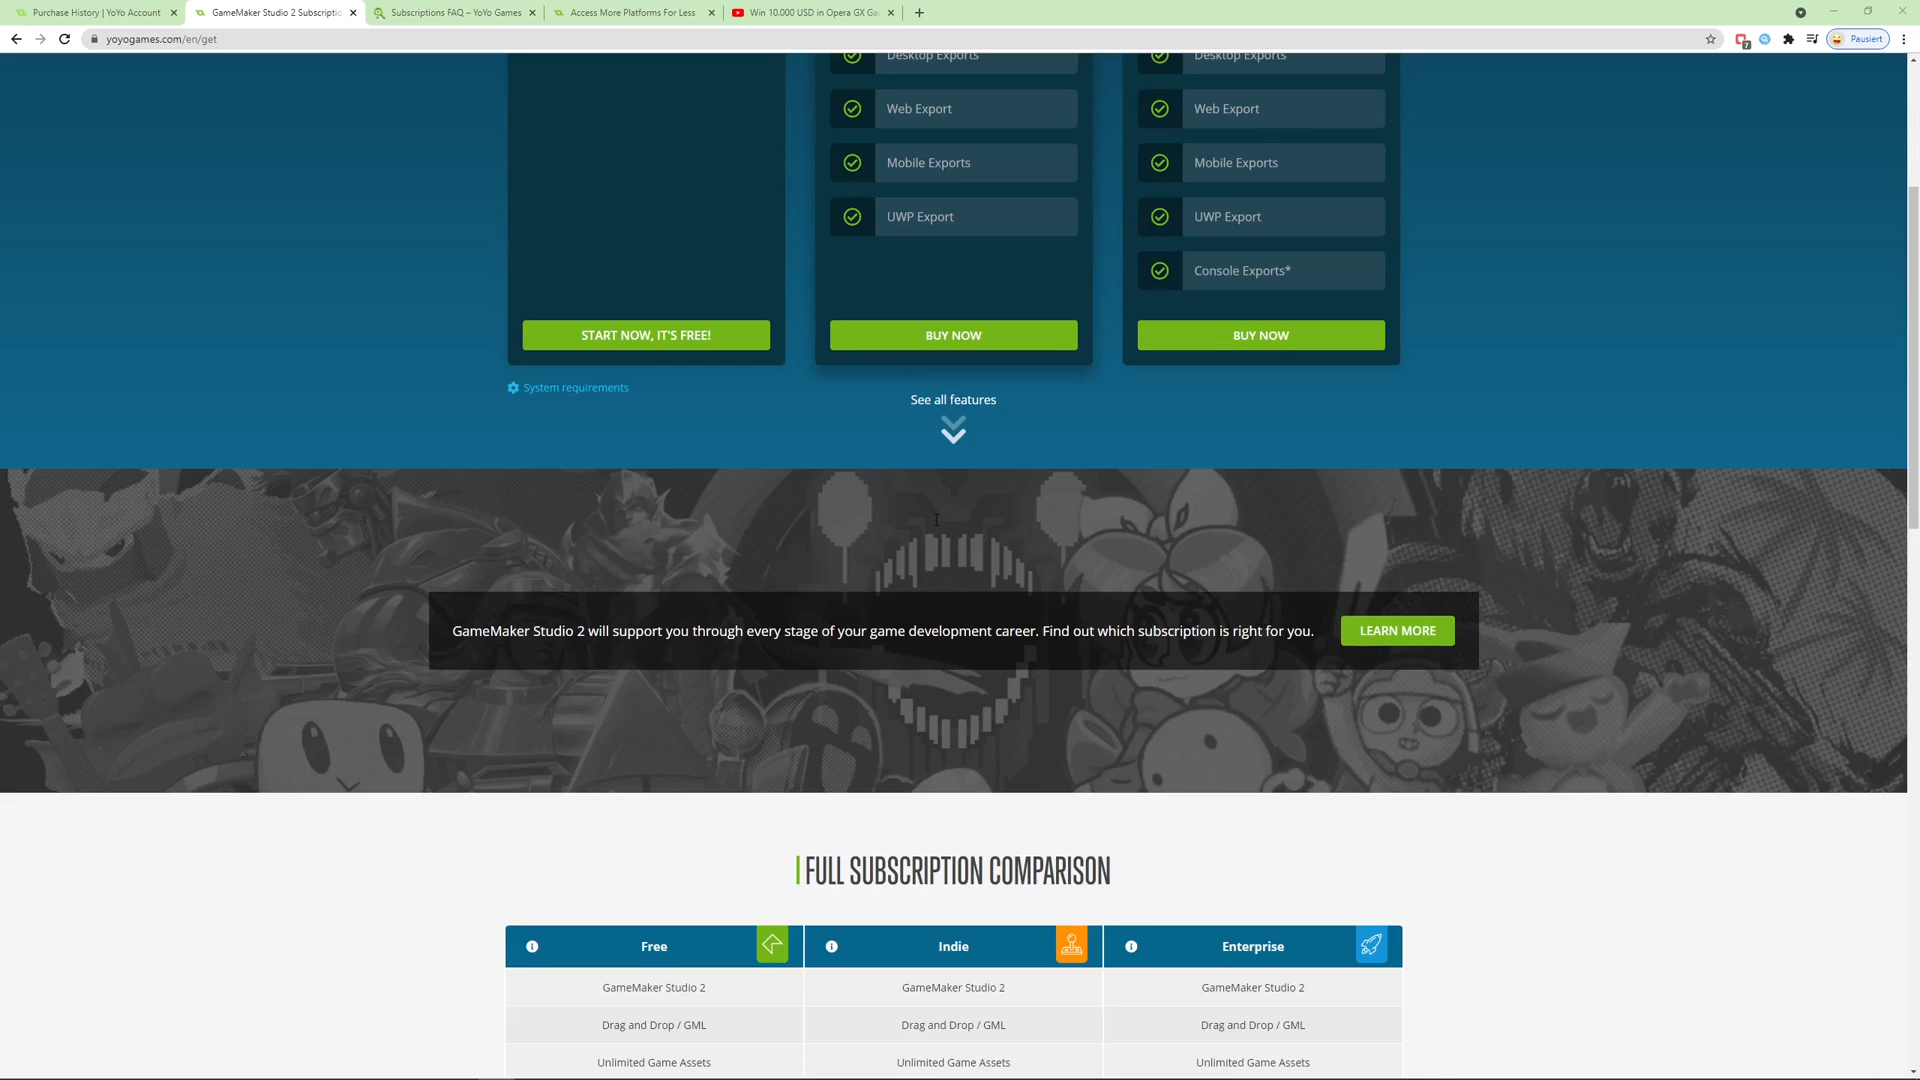 Purchase History | YoYo Account
GameMaker Studio 2 Subscriptio
Subscriptions FAQ – YoYo Games
Access More Platforms For Less
Win 10.000 USD in Opera GX Ga
yoyogames.com/en/get
7
Pausiert
Desktop Exports
Desktop Exports
Web Export
Web Export
Mobile Exports
Mobile Exports
UWP Export
UWP Export
Console Exports*
START NOW, IT'S FREE!
BUY NOW
BUY NOW
System requirements
See all features
GameMaker Studio 2 will support you through every stage of your game development career. Find out which subscription is right for you.
LEARN MORE
FULL SUBSCRIPTION COMPARISON
Free
Indie
Enterprise
GameMaker Studio 2
GameMaker Studio 2
GameMaker Studio 2
Drag and Drop / GML
Drag and Drop / GML
Drag and Drop / GML
Unlimited Game Assets
Unlimited Game Assets
Unlimited Game Assets